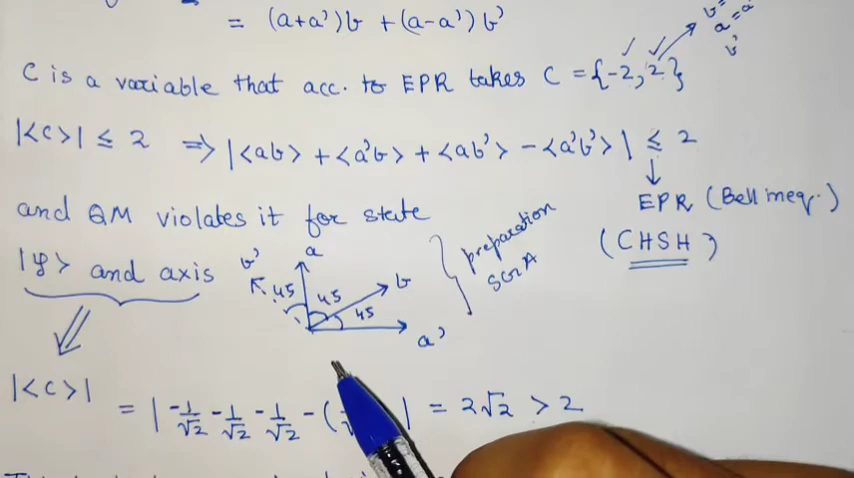 = (a+a')b + (a-a')b'
b=
a=a'
b'
C is a variable that acc. to EPR takes C = {-2, 2}
|<c>| ≤ 2 ⇒ |<ab> + <a'b> + <ab'> - <a'b'>| ≤ 2
EPR (Bell ineq.)
and QM violates it for state
(CHSH)
|ψ> and axis
b' a b a'
45 45 45
preparation
|<c>|
= |-1/√2 - 1/√2 - 1/√2 - ( | = 2√2 > 2